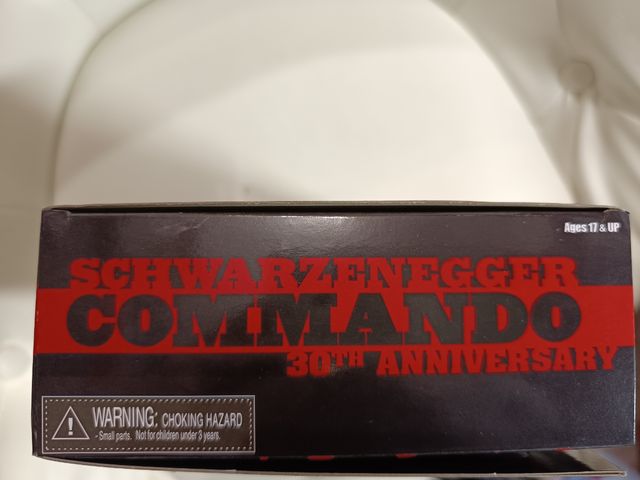 Ages 17 & UP
SCHWARZENEGGER
COMMANDO
30TH ANNIVERSARY
WARNING: CHOKING HAZARD
- Small parts. Not for children under 3 years.